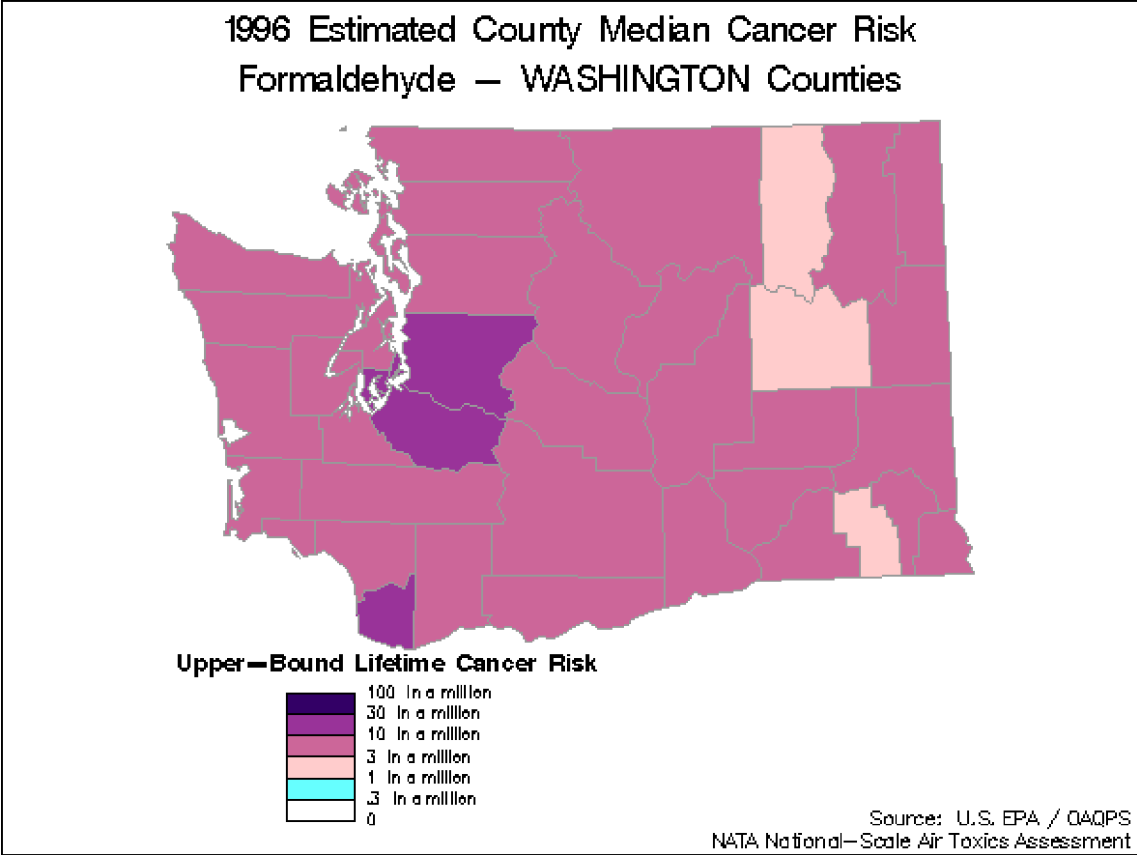 1996 Estimated County Median Cancer Risk
Formaldehyde — WASHINGTON Counties
Upper—Bound Lifetime Cancer Risk
100 In a million
30 In a million
10 In a million
3 In a million
1 In a million
.3 In a million
0
Source: U.S. EPA / OAQPS
NATA National—Scale Air Toxics Assessment